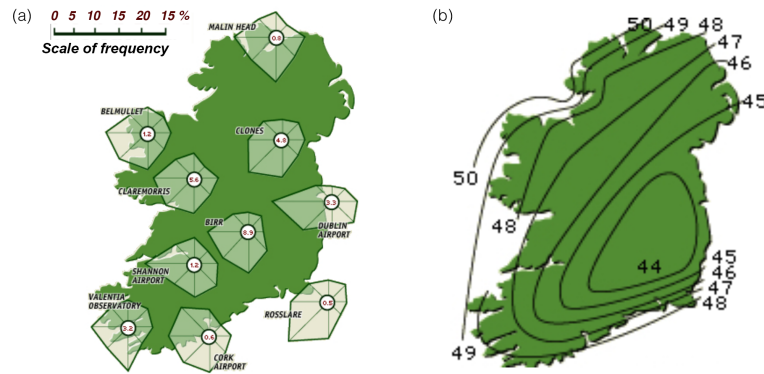 (a)
0 5 10 15 20 15 %
Scale of frequency
MALIN HEAD
0.8
BELMULLET
1.2
CLONES
4.8
CLAREMORRIS
5.6
DUBLIN
AIRPORT
3.3
BIRR
8.9
SHANNON
AIRPORT
1.2
VALENTIA
OBSERVATORY
3.2
ROSSLARE
0.5
CORK
AIRPORT
0.6
(b)
50 49 48
47
46
45
50
48
44
45
46
47
48
49